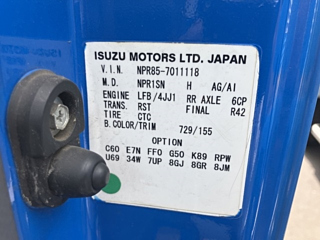 ISUZU MOTORS LTD. JAPAN
V.I.N. NPR85-7011118
M.D. NPR1SN H AG/AI
ENGINE LFB/4JJ1 RR AXLE 6CP
TRANS. RST FINAL R42
TIRE CTC
B.COLOR/TRIM 729/155
OPTION
C60 E7N FF0 G50 K89 RPW
U69 34W 7UP 8GJ 8GR 8JM